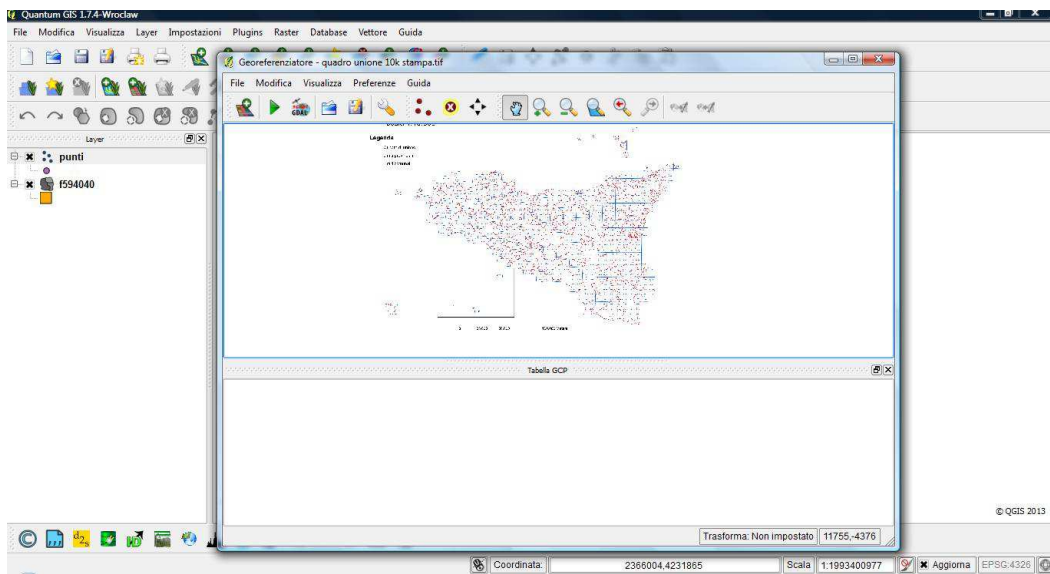 Quantum GIS 1.7.4-Wroclaw
File Modifica Visualizza Layer Impostazioni Plugins Raster Database Vettore Guida
Georeferenziatore - quadro unione 10k stampa.tif
File Modifica Visualizza Preferenze Guida
GDAL
Layer
punti
f594040
Legenda
Tabella GCP
© QGIS 2013
Trasforma: Non impostato 11755,-4376
Coordinata: 2366004,4231865 Scala 1:1993400977 Aggiorna EPSG:4326